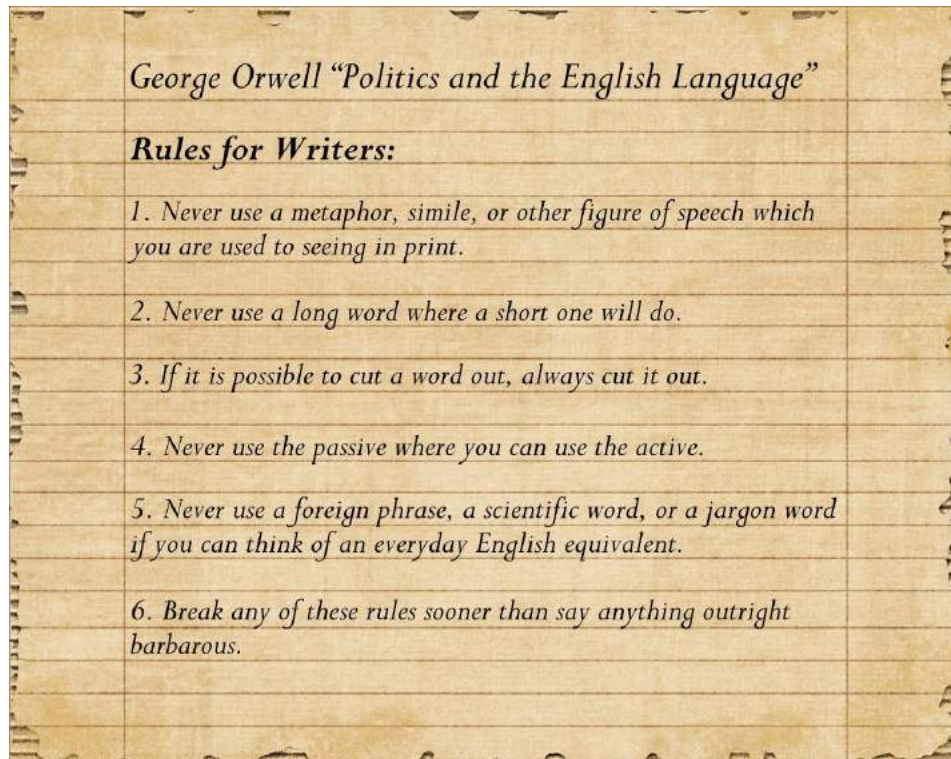 George Orwell “Politics and the English Language”
Rules for Writers:
1. Never use a metaphor, simile, or other figure of speech which
you are used to seeing in print.
2. Never use a long word where a short one will do.
3. If it is possible to cut a word out, always cut it out.
4. Never use the passive where you can use the active.
5. Never use a foreign phrase, a scientific word, or a jargon word
if you can think of an everyday English equivalent.
6. Break any of these rules sooner than say anything outright
barbarous.